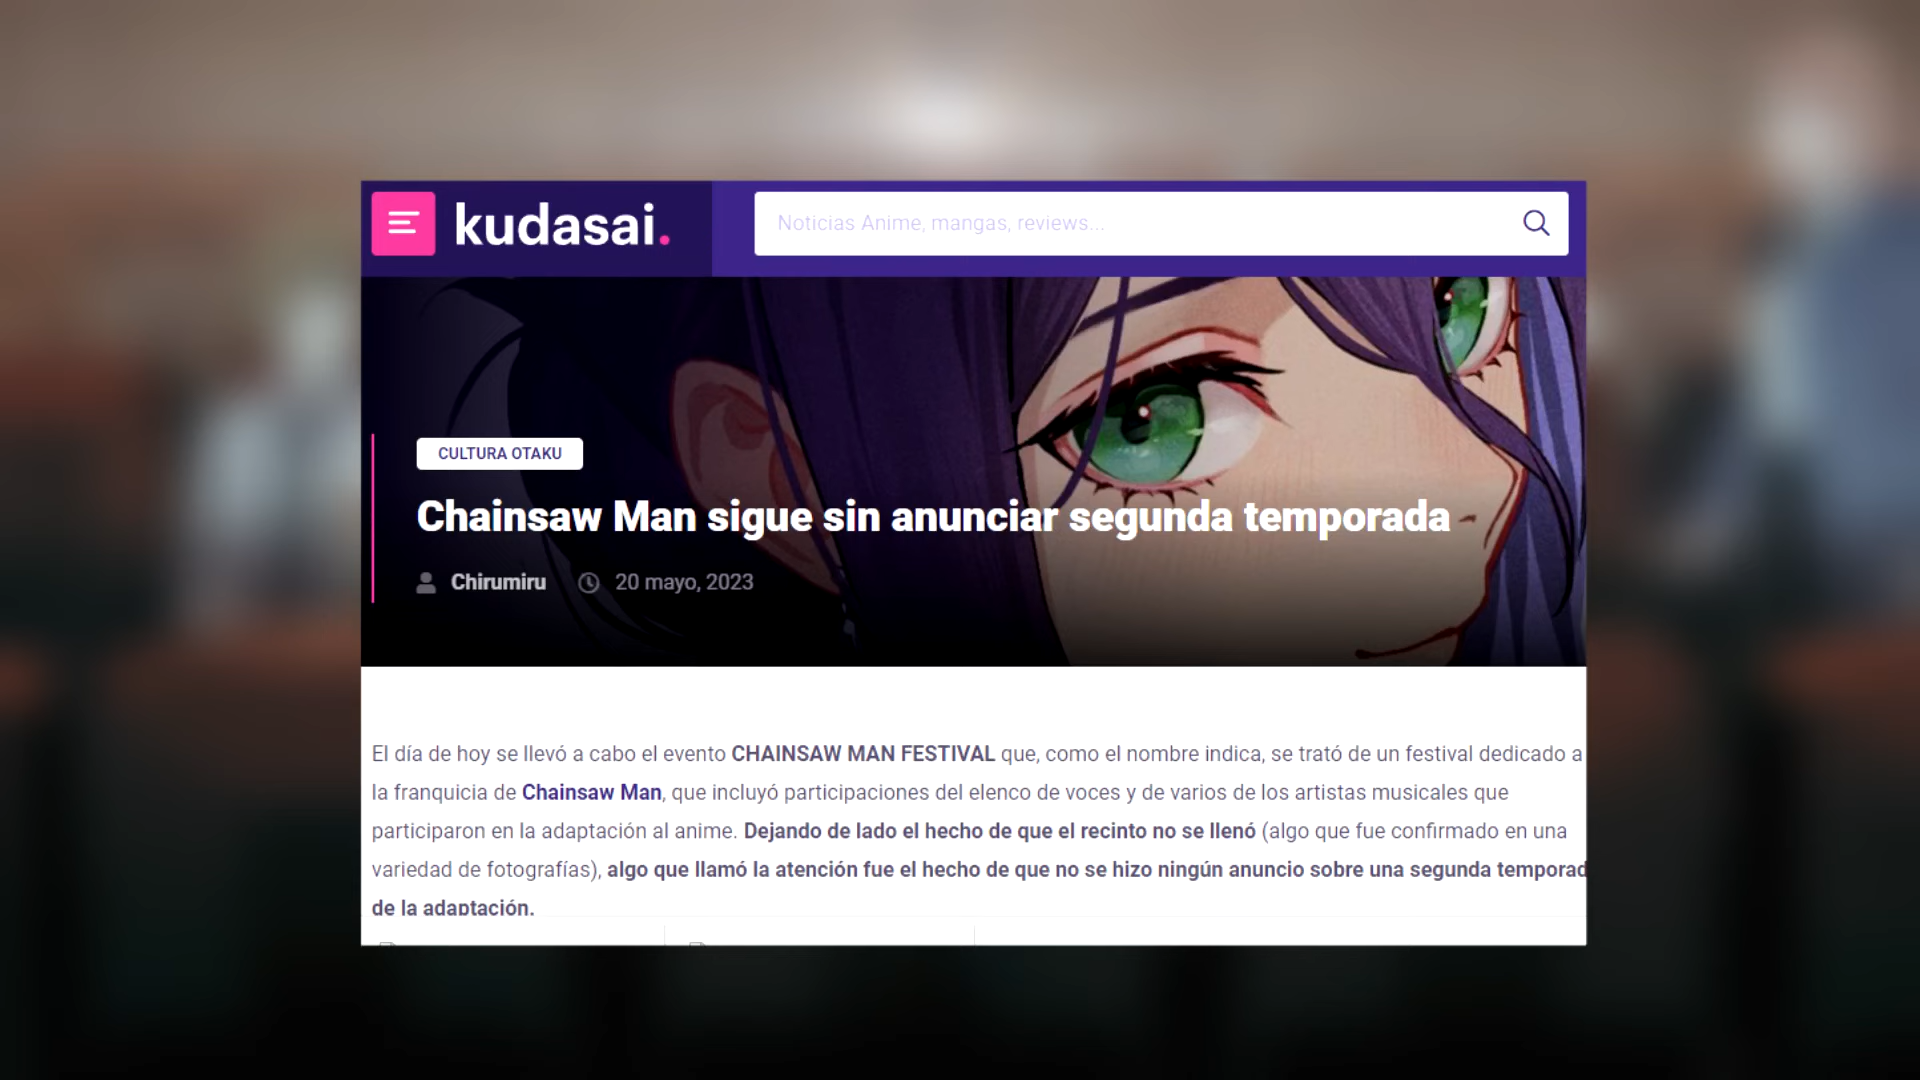 kudasai.
Noticias Anime, mangas, reviews...
CULTURA OTAKU
Chainsaw Man sigue sin anunciar segunda temporada
Chirumiru 20 mayo, 2023
El día de hoy se llevó a cabo el evento CHAINSAW MAN FESTIVAL que, como el nombre indica, se trató de un festival dedicado a
la franquicia de Chainsaw Man, que incluyó participaciones del elenco de voces y de varios de los artistas musicales que
participaron en la adaptación al anime. Dejando de lado el hecho de que el recinto no se llenó (algo que fue confirmado en una
variedad de fotografías), algo que llamó la atención fue el hecho de que no se hizo ningún anuncio sobre una segunda temporad
de la adaptación.